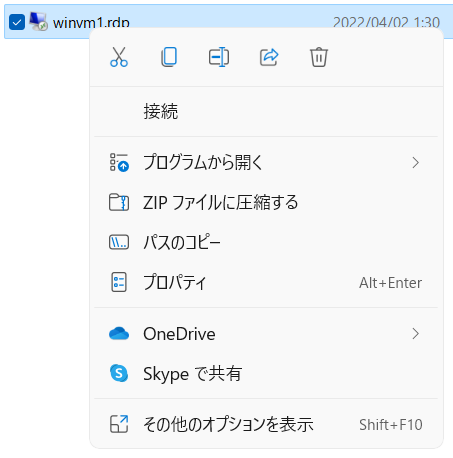 winvm1.rdp 2022/04/02 1:30
接続
プログラムから開く
ZIP ファイルに圧縮する
パスのコピー
プロパティ Alt+Enter
OneDrive
Skype で共有
その他のオプションを表示 Shift+F10